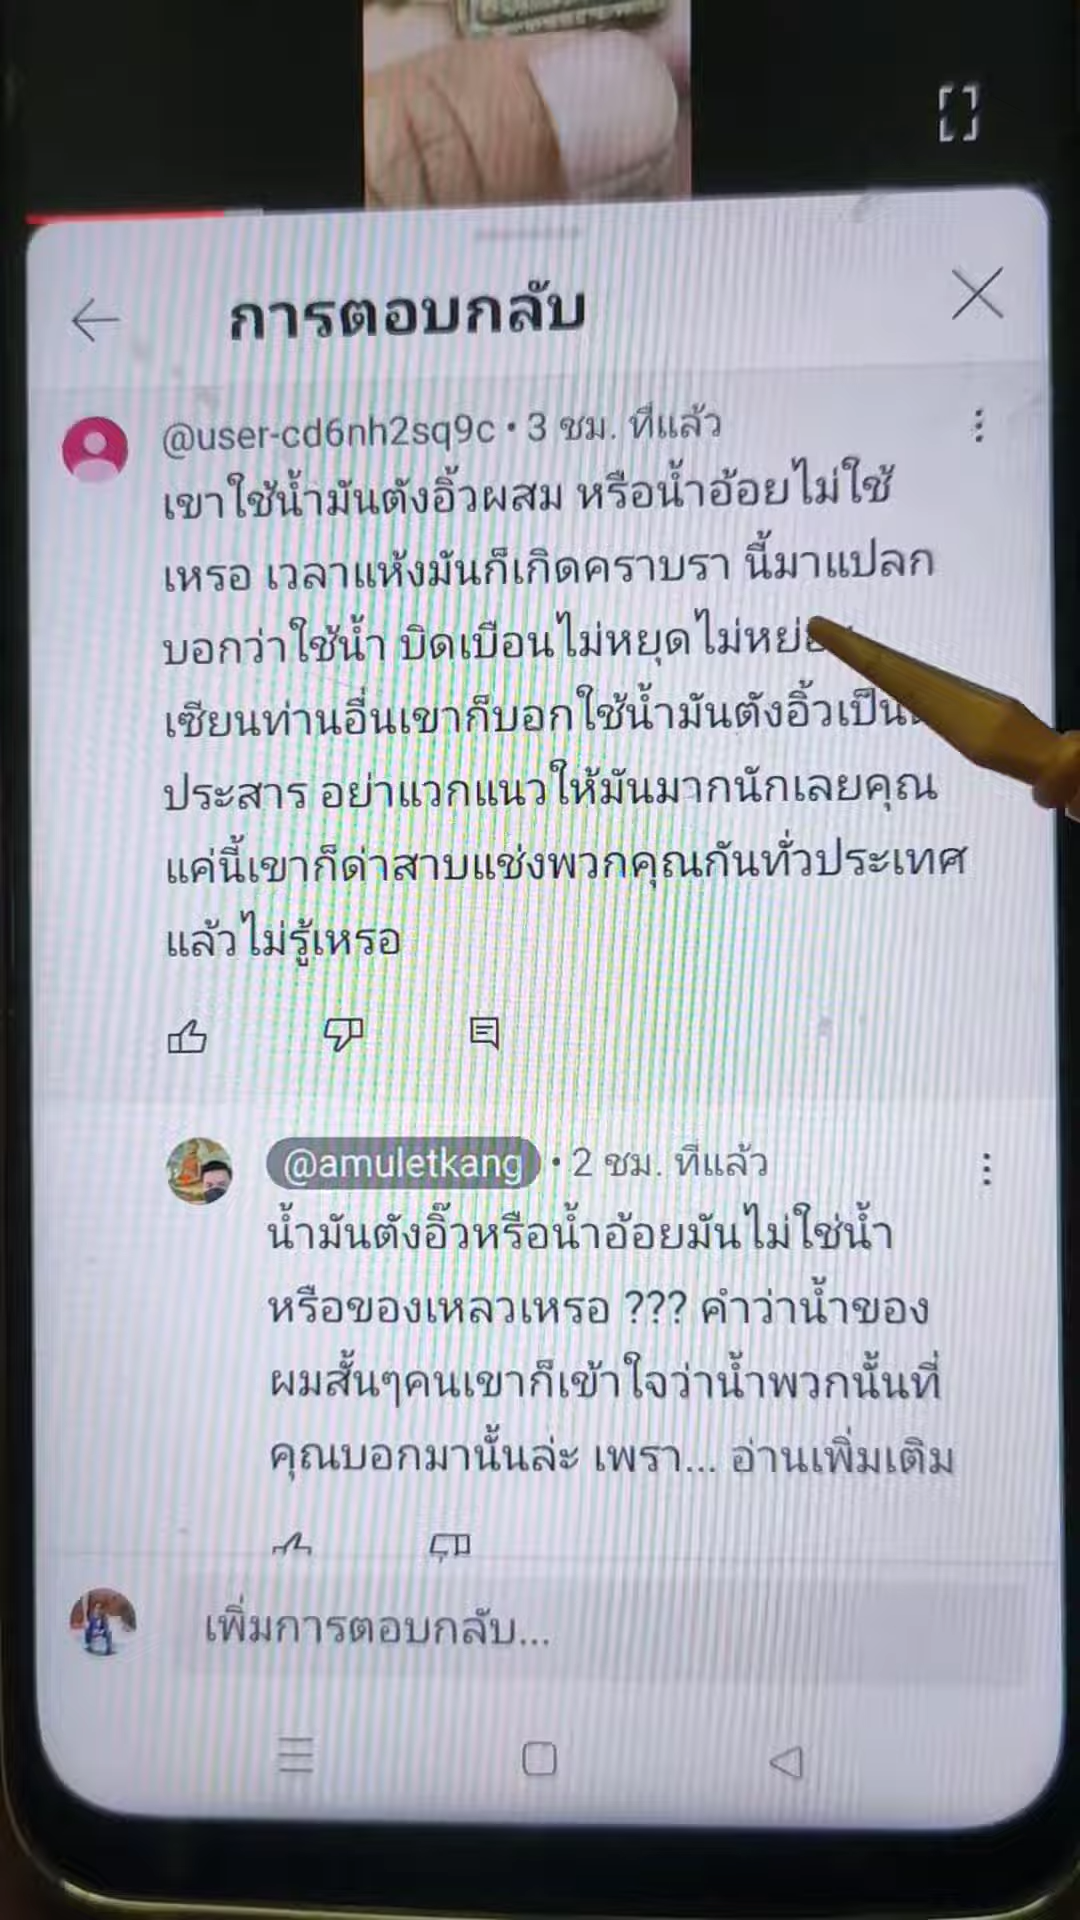 การตอบกลับ
@user-cd6nh2sq9c • 3 ชม. ที่แล้ว
เขาใช้น้ำมันตังอิ้วผสม หรือน้ำอ้อยไม่ใช้
เหรอ เวลาแห้งมันก็เกิดคราบรา นี้มาแปลก
บอกว่าใช้น้ำ บิดเบือนไม่หยุด
เซียนท่านอื่นเขาก็บอกใช้น้ำมันตังอิ้วเป็น
ประสาร อย่าแวกแนวให้มันมากนักเลยคุณ
แค่นี้เขาก็ด่าสาบแช่งพวกคุณกันทั่วประเทศ
แล้วไม่รู้เหรอ
@amuletkang • 2 ชม. ที่แล้ว
น้ำมันตังอิ๊วหรือน้ำอ้อยมันไม่ใช่น้ำ
หรือของเหลวเหรอ ??? คำว่าน้ำของ
ผมสั้นๆคนเขาก็เข้าใจว่าน้ำพวกนั้นที่
คุณบอกมานั้นล่ะ เพรา... อ่านเพิ่มเติม
เพิ่มการตอบกลับ...